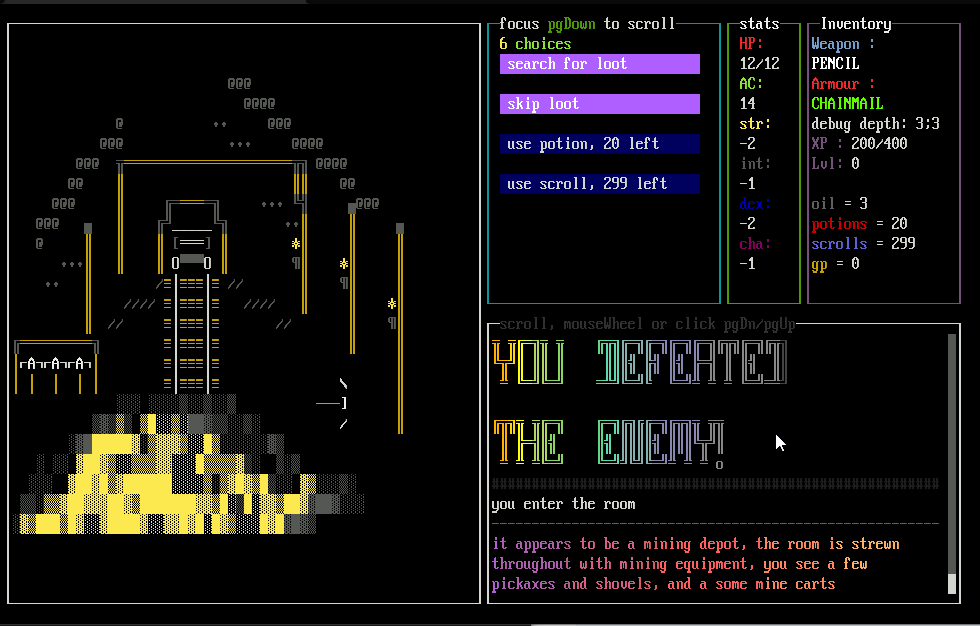 focus pgDown to scroll
6 choices
search for loot
skip loot
use potion, 20 left
use scroll, 299 left
stats
HP:
12/12
AC:
14
str:
-2
int:
-1
dex:
-2
cha:
-1
Inventory
Weapon :
PENCIL
Armour :
CHAINMAIL
debug depth: 3;3
XP : 200/400
Lvl: 0
oil = 3
potions = 20
scrolls = 299
gp = 0
scroll, mouseWheel or click pgDn/pgUp
YOU DEFEATED
THE ENEMY.
you enter the room
it appears to be a mining depot, the room is strewn
throughout with mining equipment, you see a few
pickaxes and shovels, and a some mine carts